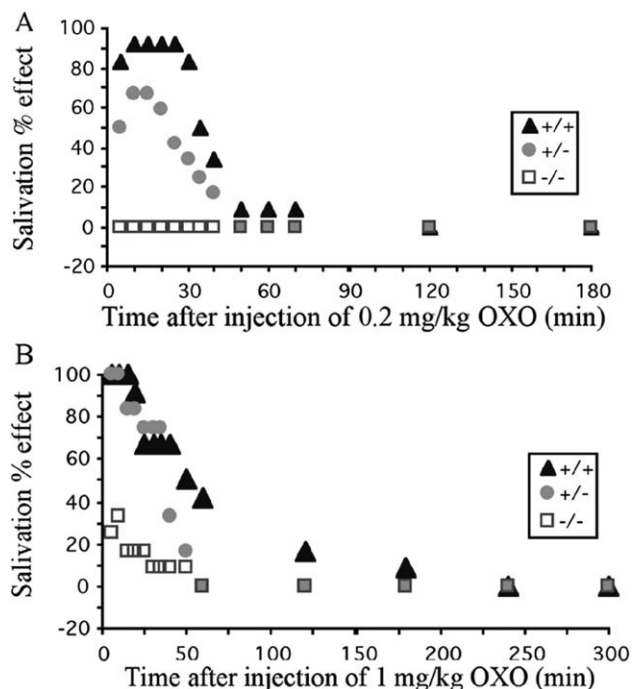 A
Salivation % effect
100
80
60
40
20
0
-20
+/+
+/-
-/-
0 30 60 90 120 150 180
Time after injection of 0.2 mg/kg OXO (min)
B
Salivation % effect
100
80
60
40
20
0
-20
+/+
+/-
-/-
0 50 100 150 200 250 300
Time after injection of 1 mg/kg OXO (min)